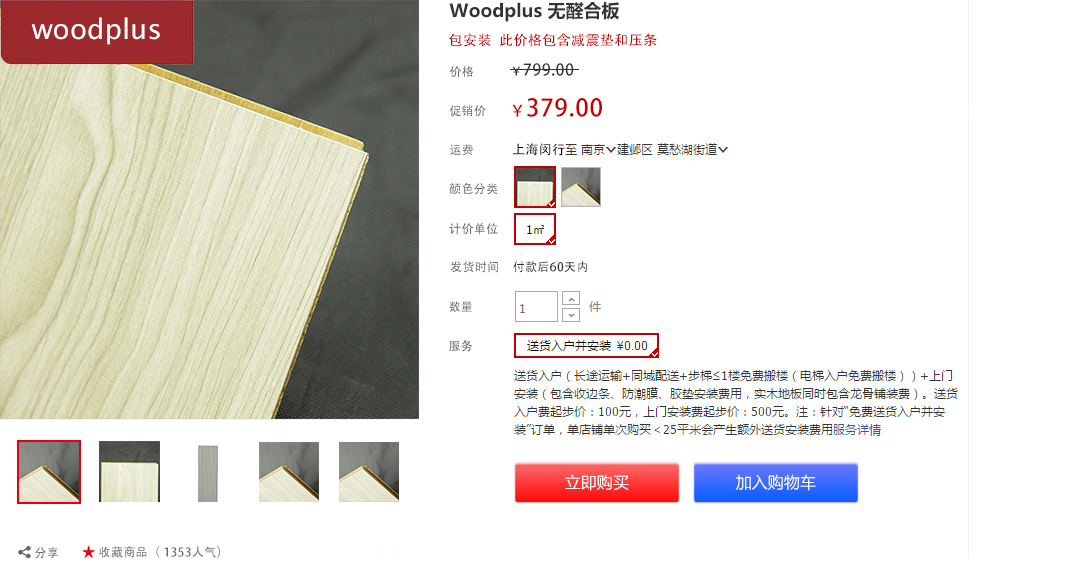 woodplus
Woodplus 无醛合板
包安装 此价格包含减震垫和压条
价格 ¥799.00
促销价 ¥379.00
运费 上海闵行至 南京建邺区 莫愁湖街道
颜色分类
计价单位 1㎡
发货时间 付款后60天内
数量 1 件
服务 送货入户并安装 ¥0.00
送货入户（长途运输+同城配送+步梯≤1楼免费搬楼（电梯入户免费搬楼））+上门
安装（包含收边条、防潮膜、胶垫安装费用，实木地板同时包含龙骨铺装费）。送货
入户费起步价：100元，上门安装费起步价：500元。注：针对“免费送货入户并安
装”订单，单店铺单次购买＜25平米会产生额外送货安装费用服务详情
立即购买 加入购物车
分享 收藏商品（1353人气）